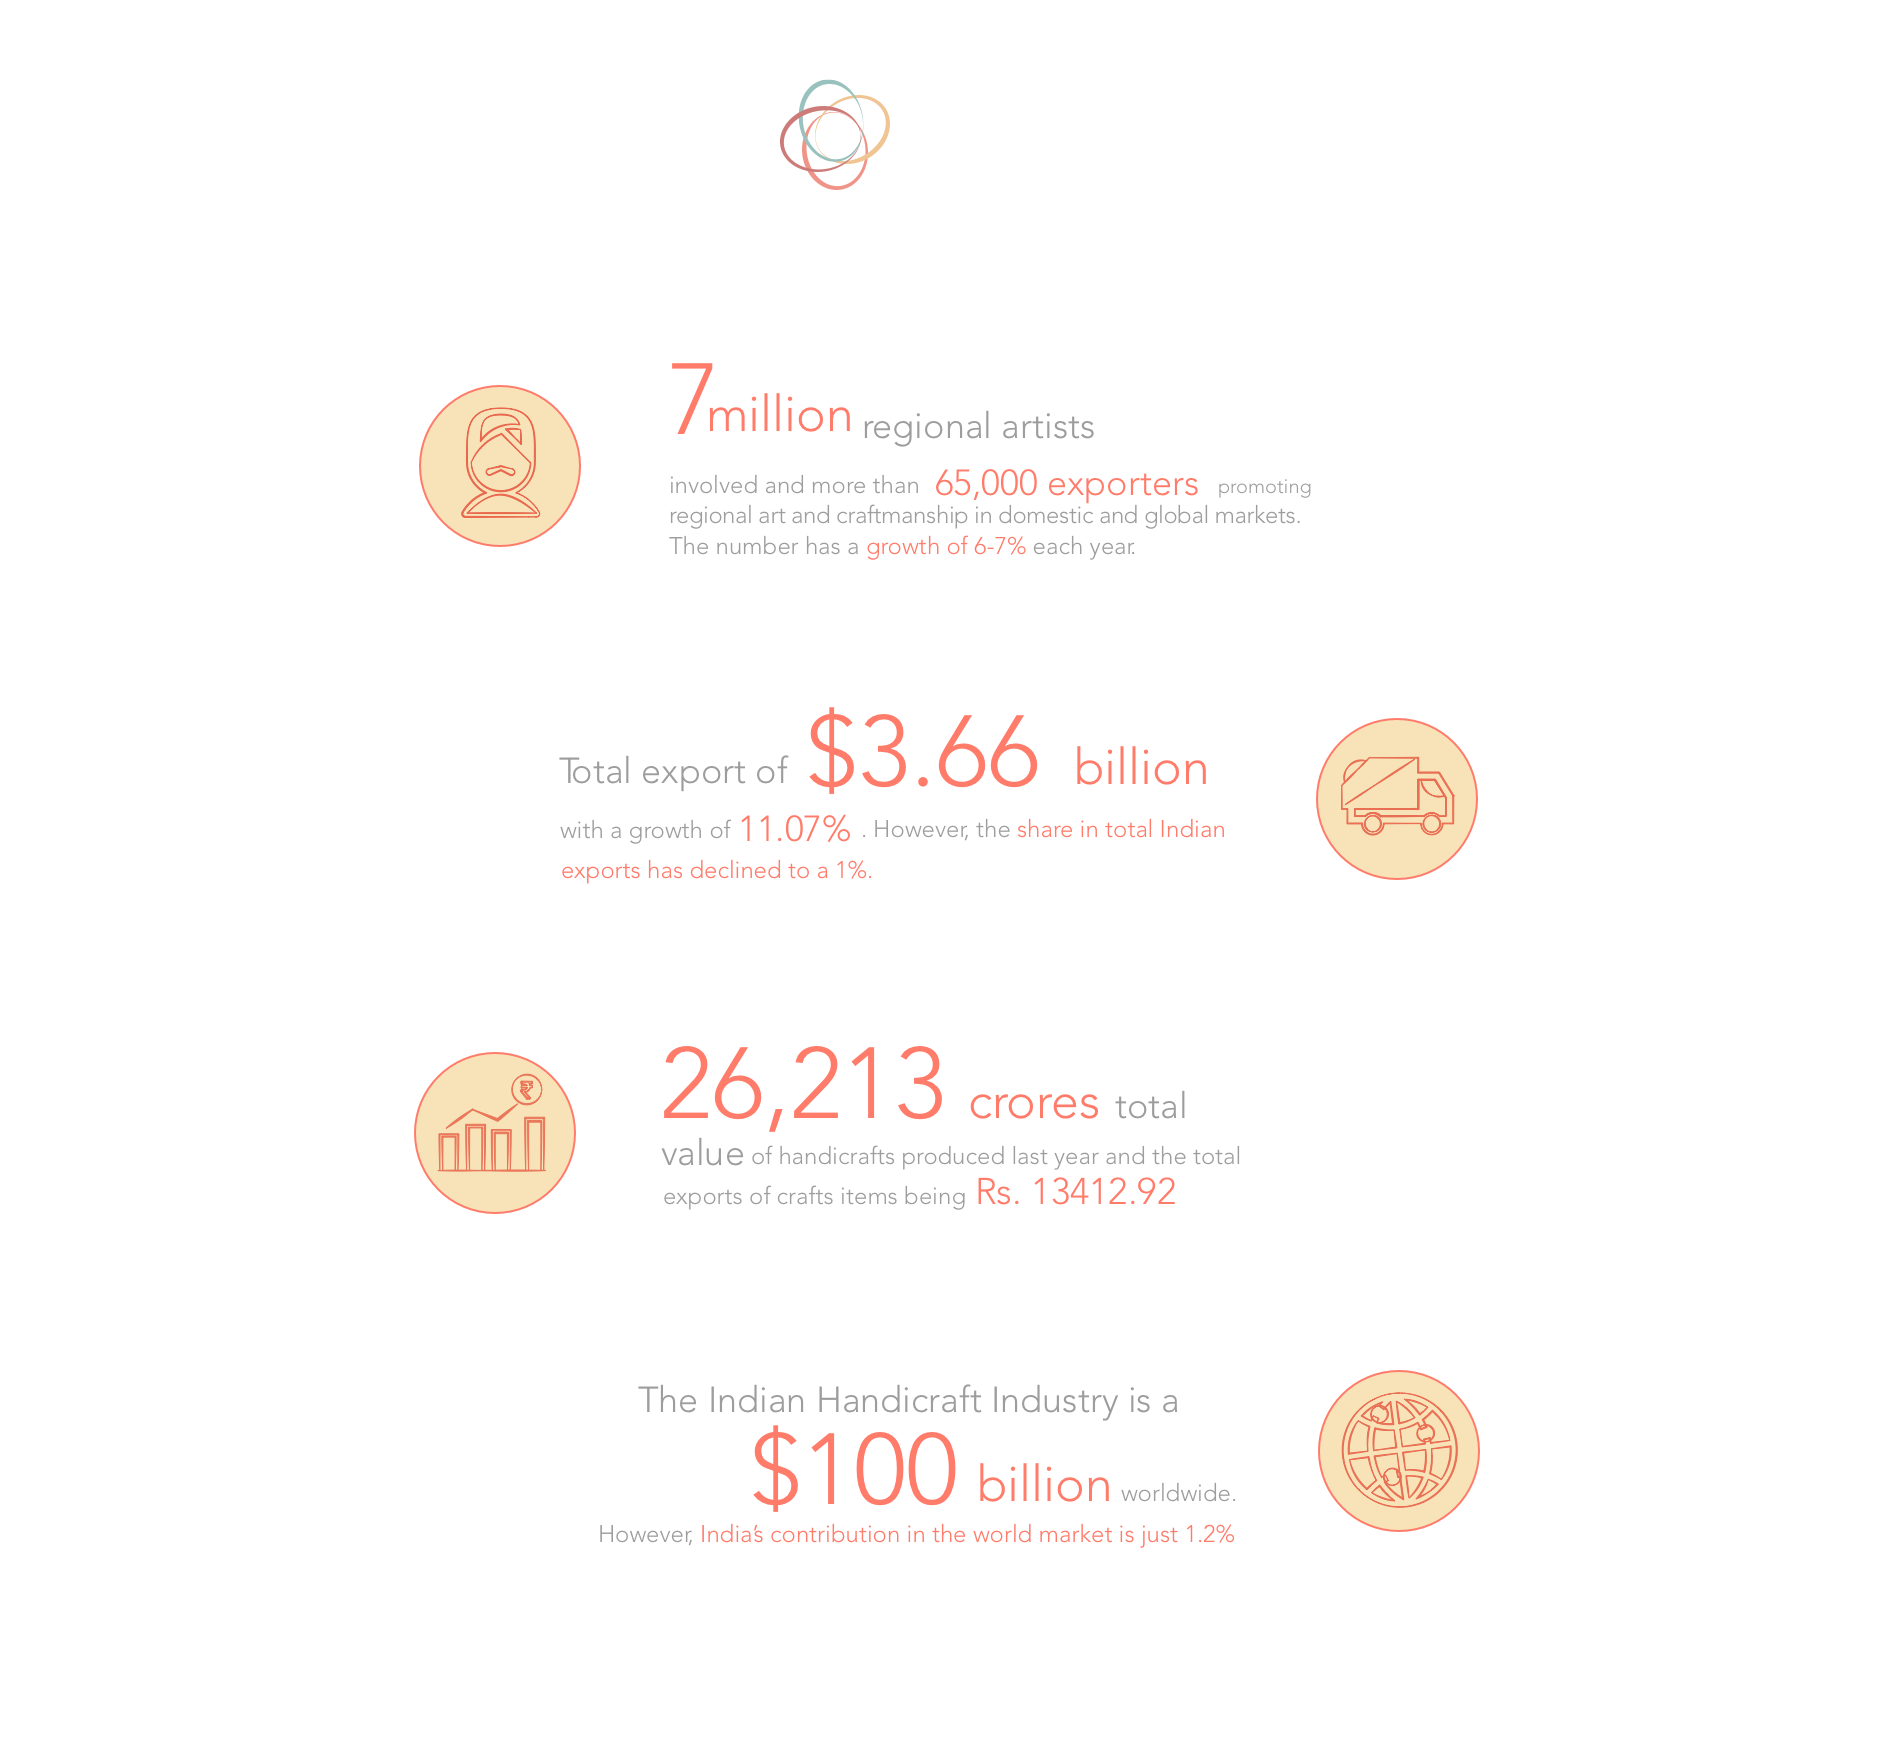 7million regional artists
involved and more than 65,000 exporters promoting
regional art and craftmanship in domestic and global markets.
The number has a growth of 6-7% each year.
Total export of $3.66 billion
with a growth of 11.07% . However, the share in total Indian
exports has declined to a 1%.
₹
26,213 crores total
value of handicrafts produced last year and the total
exports of crafts items being Rs. 13412.92
The Indian Handicraft Industry is a
$100 billion worldwide.
However, India's contribution in the world market is just 1.2%